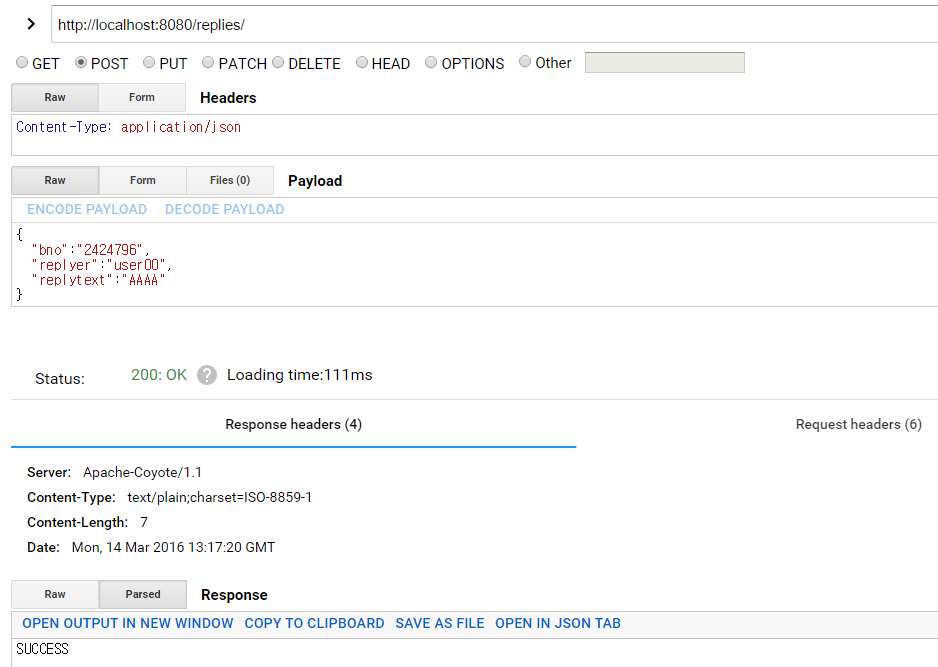 http://localhost:8080/replies/
GET POST PUT PATCH DELETE HEAD OPTIONS Other
Raw Form Headers
Content-Type: application/json
Raw Form Files (0) Payload
ENCODE PAYLOAD DECODE PAYLOAD
{
"bno":"2424796",
"replyer":"user00",
"replytext":"AAAA"
}
Status: 200: OK ? Loading time:111ms
Response headers (4) Request headers (6)
Server: Apache-Coyote/1.1
Content-Type: text/plain;charset=ISO-8859-1
Content-Length: 7
Date: Mon, 14 Mar 2016 13:17:20 GMT
Raw Parsed Response
OPEN OUTPUT IN NEW WINDOW COPY TO CLIPBOARD SAVE AS FILE OPEN IN JSON TAB
SUCCESS